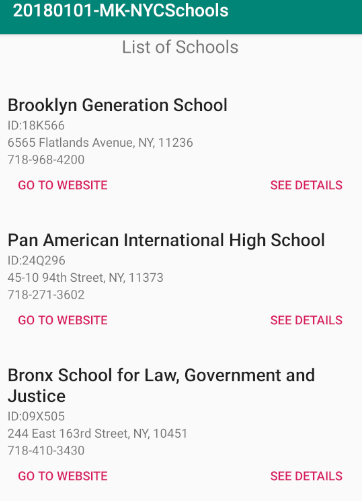 20180101-MK-NYCSchools
List of Schools
Brooklyn Generation School
ID:18K566
6565 Flatlands Avenue, NY, 11236
718-968-4200
GO TO WEBSITE SEE DETAILS
Pan American International High School
ID:24Q296
45-10 94th Street, NY, 11373
718-271-3602
GO TO WEBSITE SEE DETAILS
Bronx School for Law, Government and
Justice
ID:09X505
244 East 163rd Street, NY, 10451
718-410-3430
GO TO WEBSITE SEE DETAILS